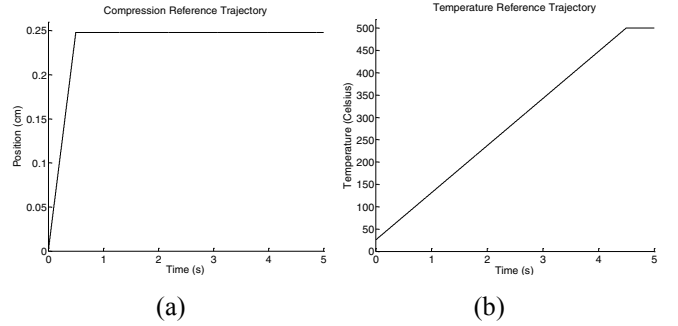 Compression Reference Trajectory
0.25
0.2
0.15
0.1
0.05
0
Position (cm)
0 1 2 3 4 5
Time (s)
(a)
Temperature Reference Trajectory
500
450
400
350
300
250
200
150
100
50
0
Temperature (Celsius)
0 1 2 3 4 5
Time (s)
(b)